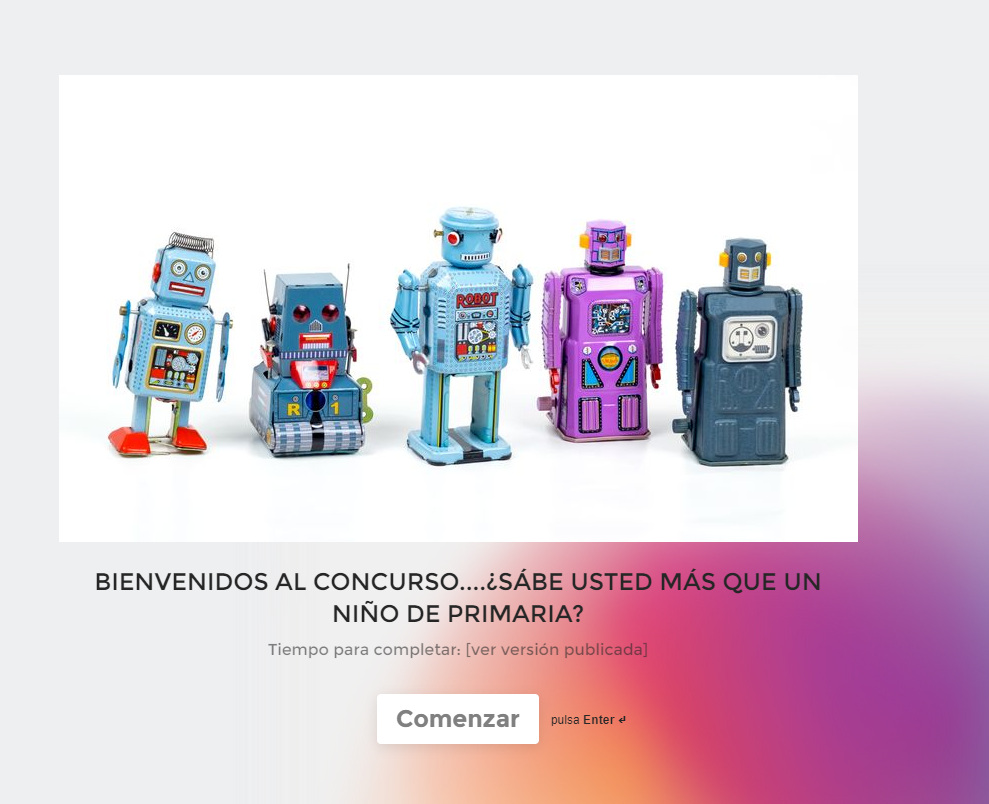 ROBOT
R 1
BIENVENIDOS AL CONCURSO....¿SÁBE USTED MÁS QUE UN
NIÑO DE PRIMARIA?
Tiempo para completar: [ver versión publicada]
Comenzar pulsa Enter ↵